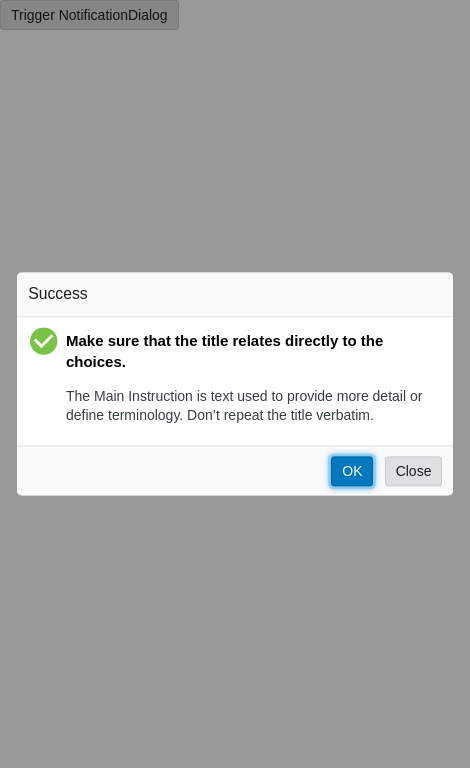 Trigger NotificationDialog
Success
Make sure that the title relates directly to the
choices.
The Main Instruction is text used to provide more detail or
define terminology. Don’t repeat the title verbatim.
OK Close